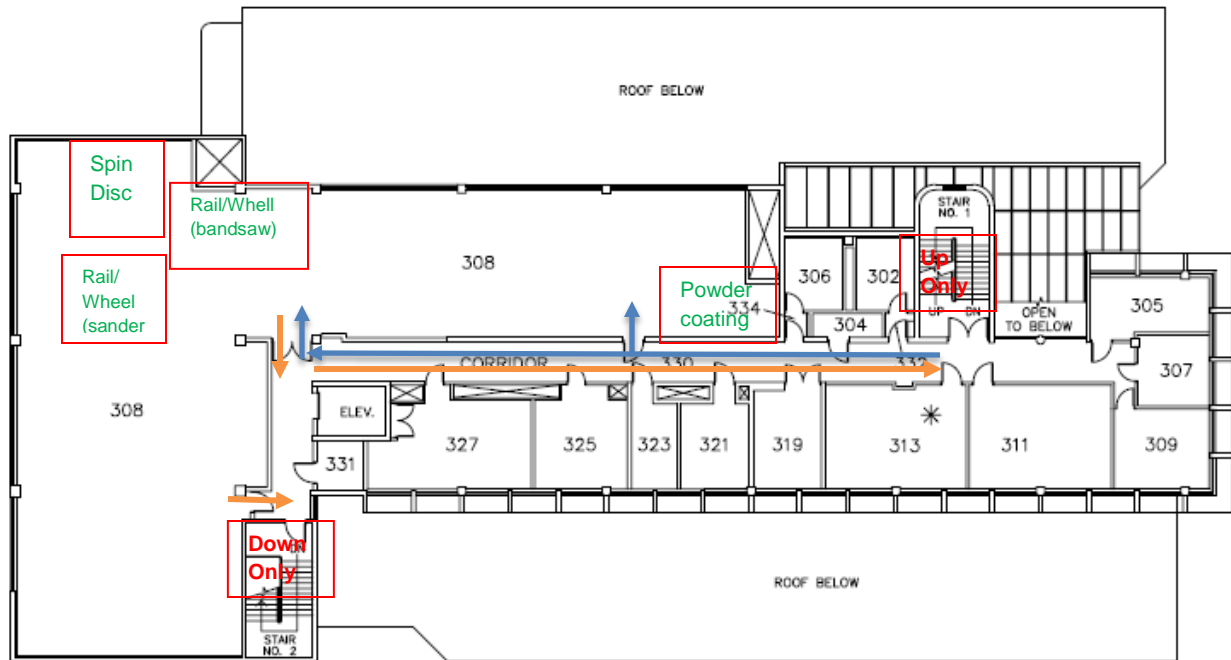 ROOF BELOW
Spin
Disc
Rail/Whell
(bandsaw)
STAIR
NO. 1
308
306
302
Up
Only
Rail/
Wheel
(sander
Powder
coating
334
304
UP
DN
OPEN
TO BELOW
305
CORRIDOR
330
332
307
308
ELEV.
327
325
323
321
319
313
311
309
331
Down
Only
DN
ROOF BELOW
STAIR
NO. 2